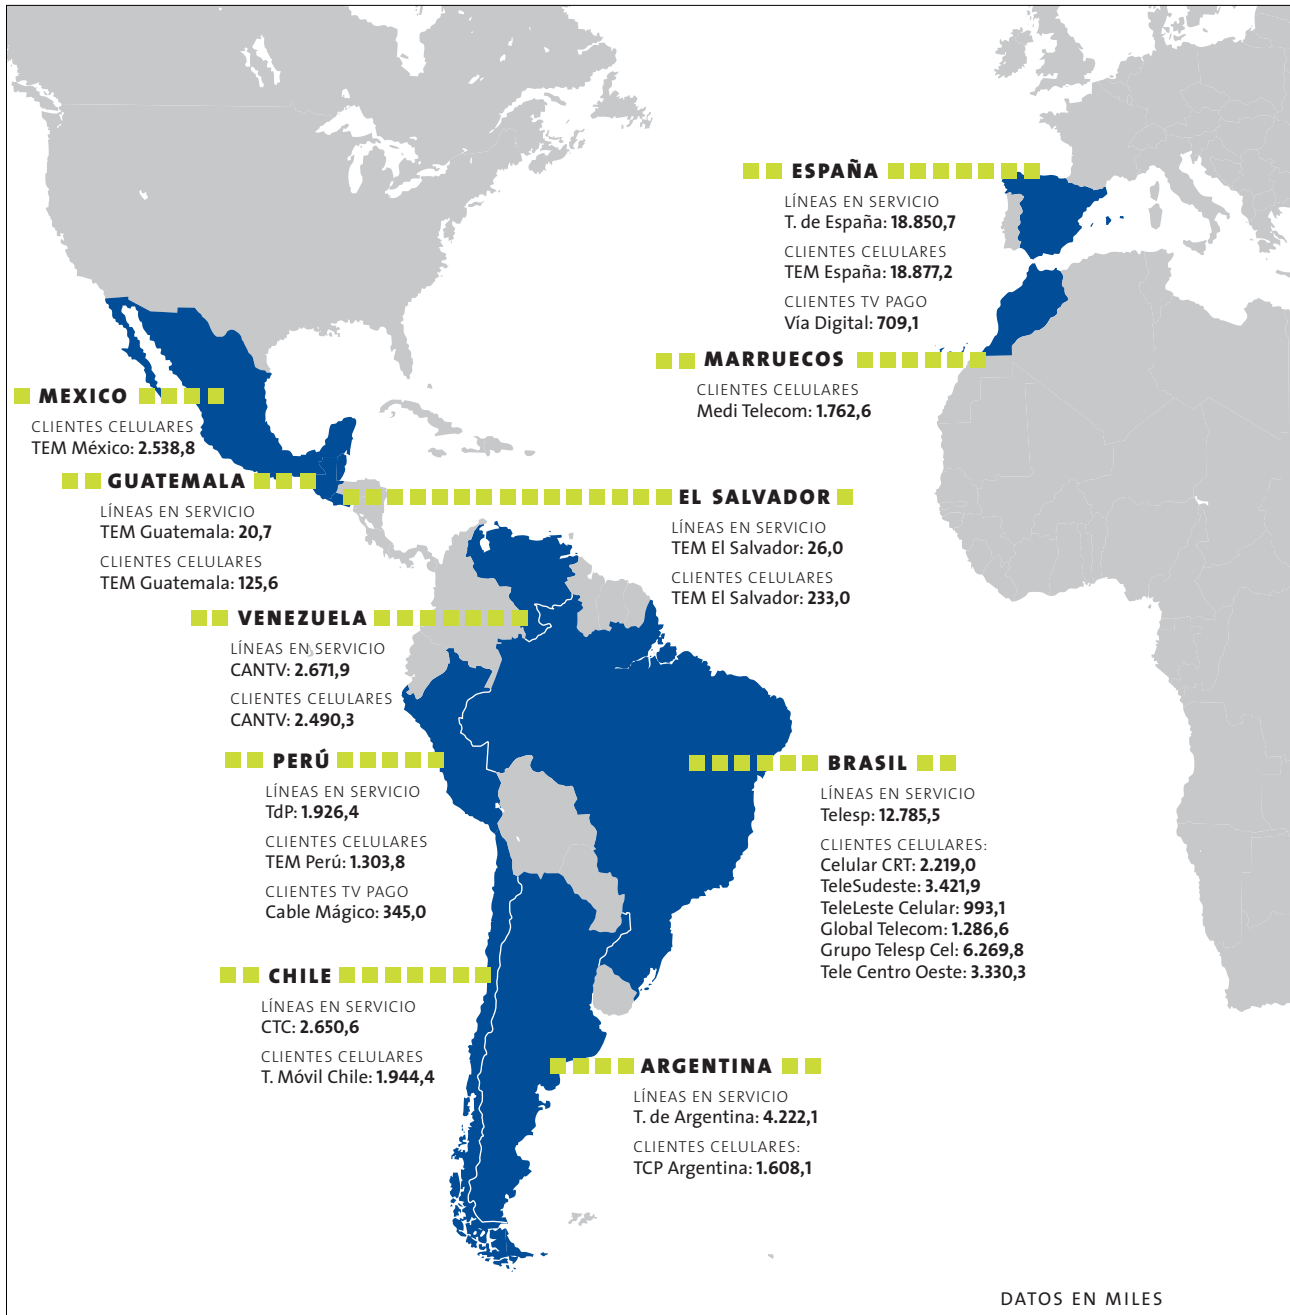 ESPAÑA
LÍNEAS EN SERVICIO
T. de España: 18.850,7
CLIENTES CELULARES
TEM España: 18.877,2
CLIENTES TV PAGO
Vía Digital: 709,1
MARRUECOS
CLIENTES CELULARES
Medi Telecom: 1.762,6
MEXICO
CLIENTES CELULARES
TEM México: 2.538,8
GUATEMALA
LÍNEAS EN SERVICIO
TEM Guatemala: 20,7
CLIENTES CELULARES
TEM Guatemala: 125,6
EL SALVADOR
LÍNEAS EN SERVICIO
TEM El Salvador: 26,0
CLIENTES CELULARES
TEM El Salvador: 233,0
VENEZUELA
LÍNEAS EN SERVICIO
CANTV: 2.671,9
CLIENTES CELULARES
CANTV: 2.490,3
PERÚ
LÍNEAS EN SERVICIO
TdP: 1.926,4
CLIENTES CELULARES
TEM Perú: 1.303,8
CLIENTES TV PAGO
Cable Mágico: 345,0
BRASIL
LÍNEAS EN SERVICIO
Telesp: 12.785,5
CLIENTES CELULARES:
Celular CRT: 2.219,0
TeleSudeste: 3.421,9
TeleLeste Celular: 993,1
Global Telecom: 1.286,6
Grupo Telesp Cel: 6.269,8
Tele Centro Oeste: 3.330,3
CHILE
LÍNEAS EN SERVICIO
CTC: 2.650,6
CLIENTES CELULARES
T. Móvil Chile: 1.944,4
ARGENTINA
LÍNEAS EN SERVICIO
T. de Argentina: 4.222,1
CLIENTES CELULARES:
TCP Argentina: 1.608,1
DATOS EN MILES